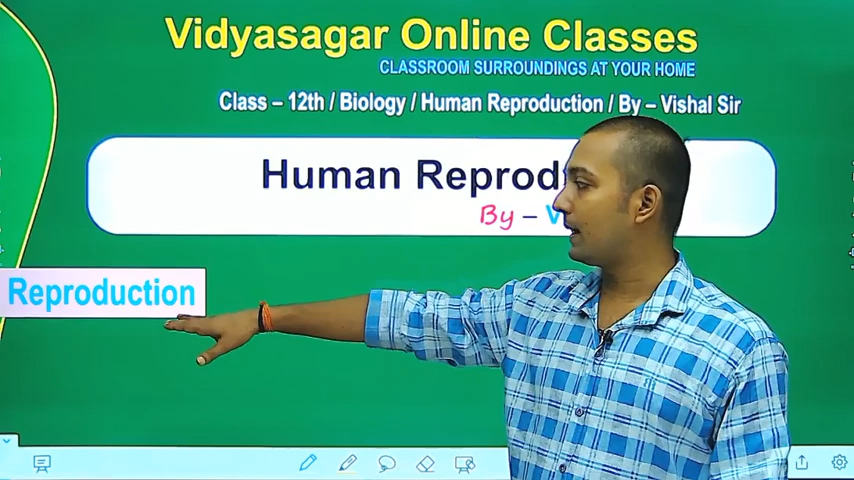 Vidyasagar Online Classes
CLASSROOM SURROUNDINGS AT YOUR HOME
Class – 12th / Biology / Human Reproduction / By – Vishal Sir
Human Reprod
By – V
Reproduction